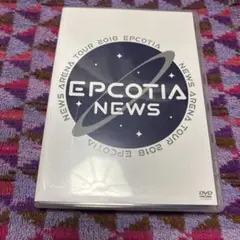 NEWS ARENA TOUR 2018 EPCOTIA
EPCOTIA
NEWS
NEWS ARENA TOUR 2018 EPCOTIA
DVD